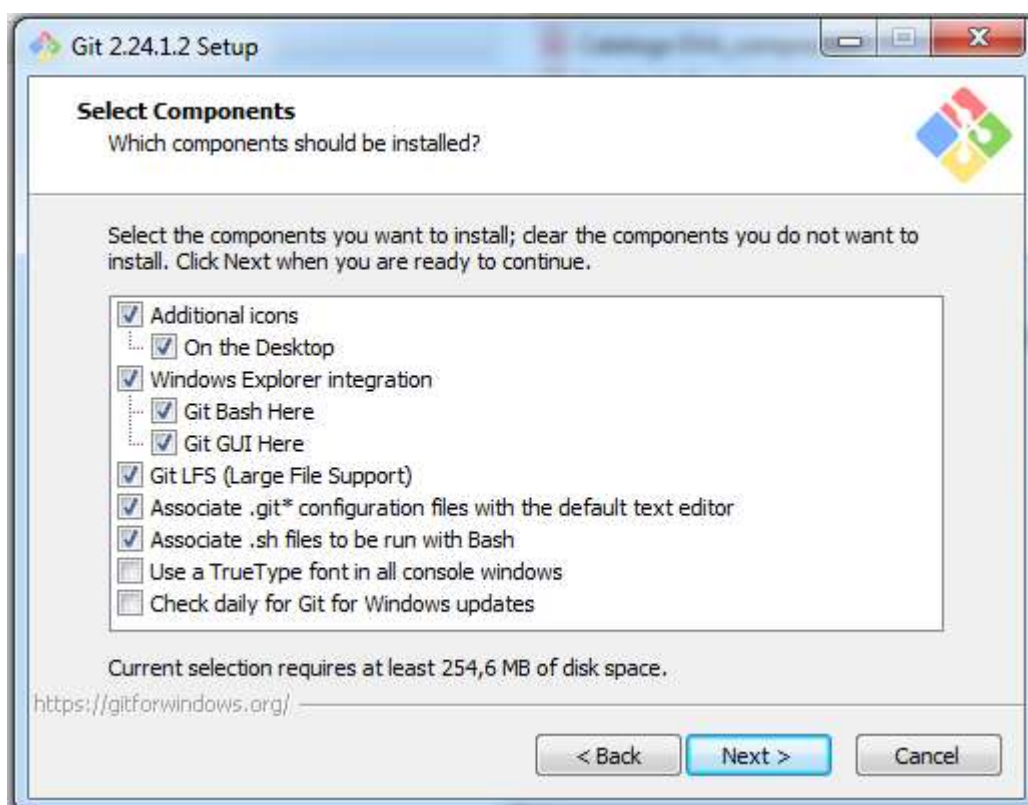 Git 2.24.1.2 Setup
Select Components
Which components should be installed?
Select the components you want to install; clear the components you do not want to
install. Click Next when you are ready to continue.
Additional icons
On the Desktop
Windows Explorer integration
Git Bash Here
Git GUI Here
Git LFS (Large File Support)
Associate .git* configuration files with the default text editor
Associate .sh files to be run with Bash
Use a TrueType font in all console windows
Check daily for Git for Windows updates
Current selection requires at least 254,6 MB of disk space.
https://gitforwindows.org/
< Back Next > Cancel